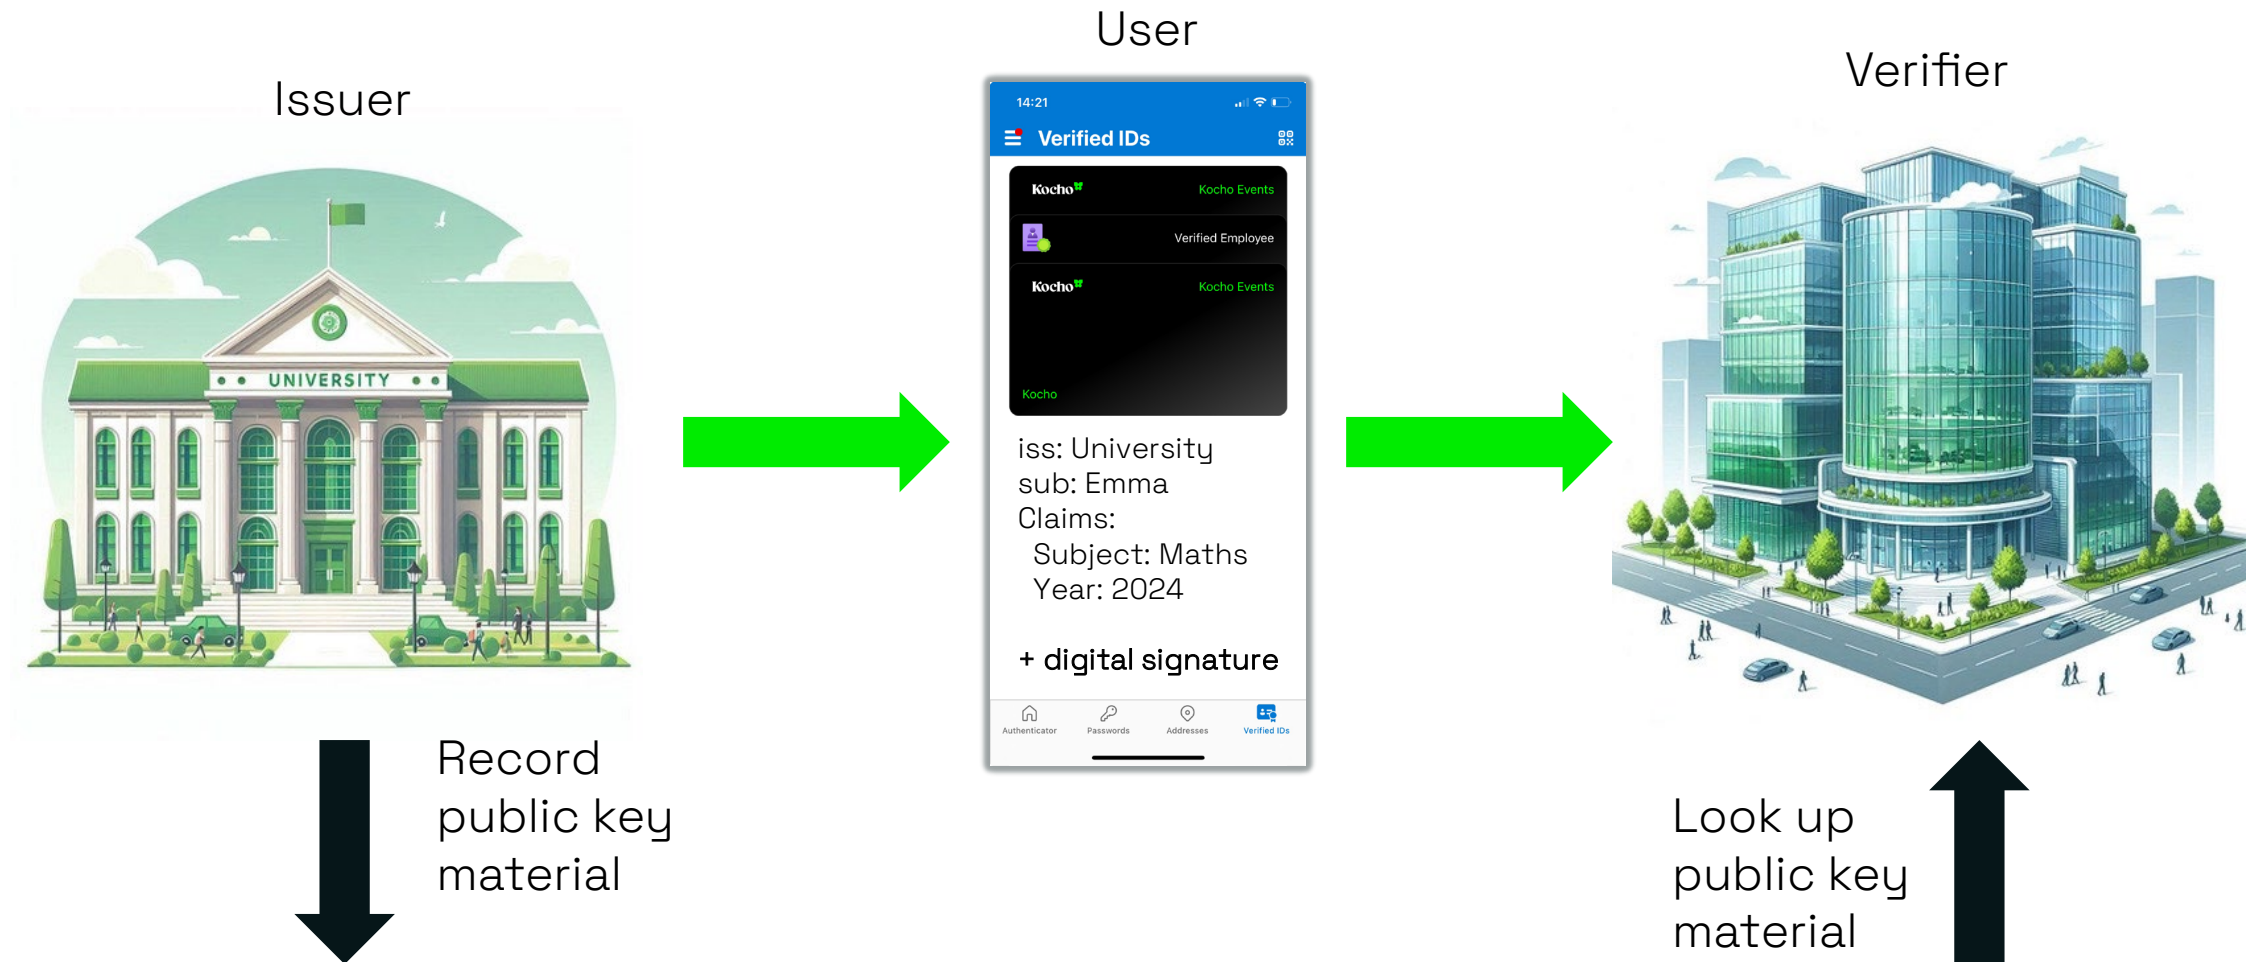 User
Issuer
Verifier
UNIVERSITY
14:21
Verified IDs
Kocho
Kocho Events
Verified Employee
Kocho
Kocho Events
Kocho
iss: University
sub: Emma
Claims:
Subject: Maths
Year: 2024
+ digital signature
Authenticator
Passwords
Addresses
Verified IDs
Record
public key
material
Look up
public key
material